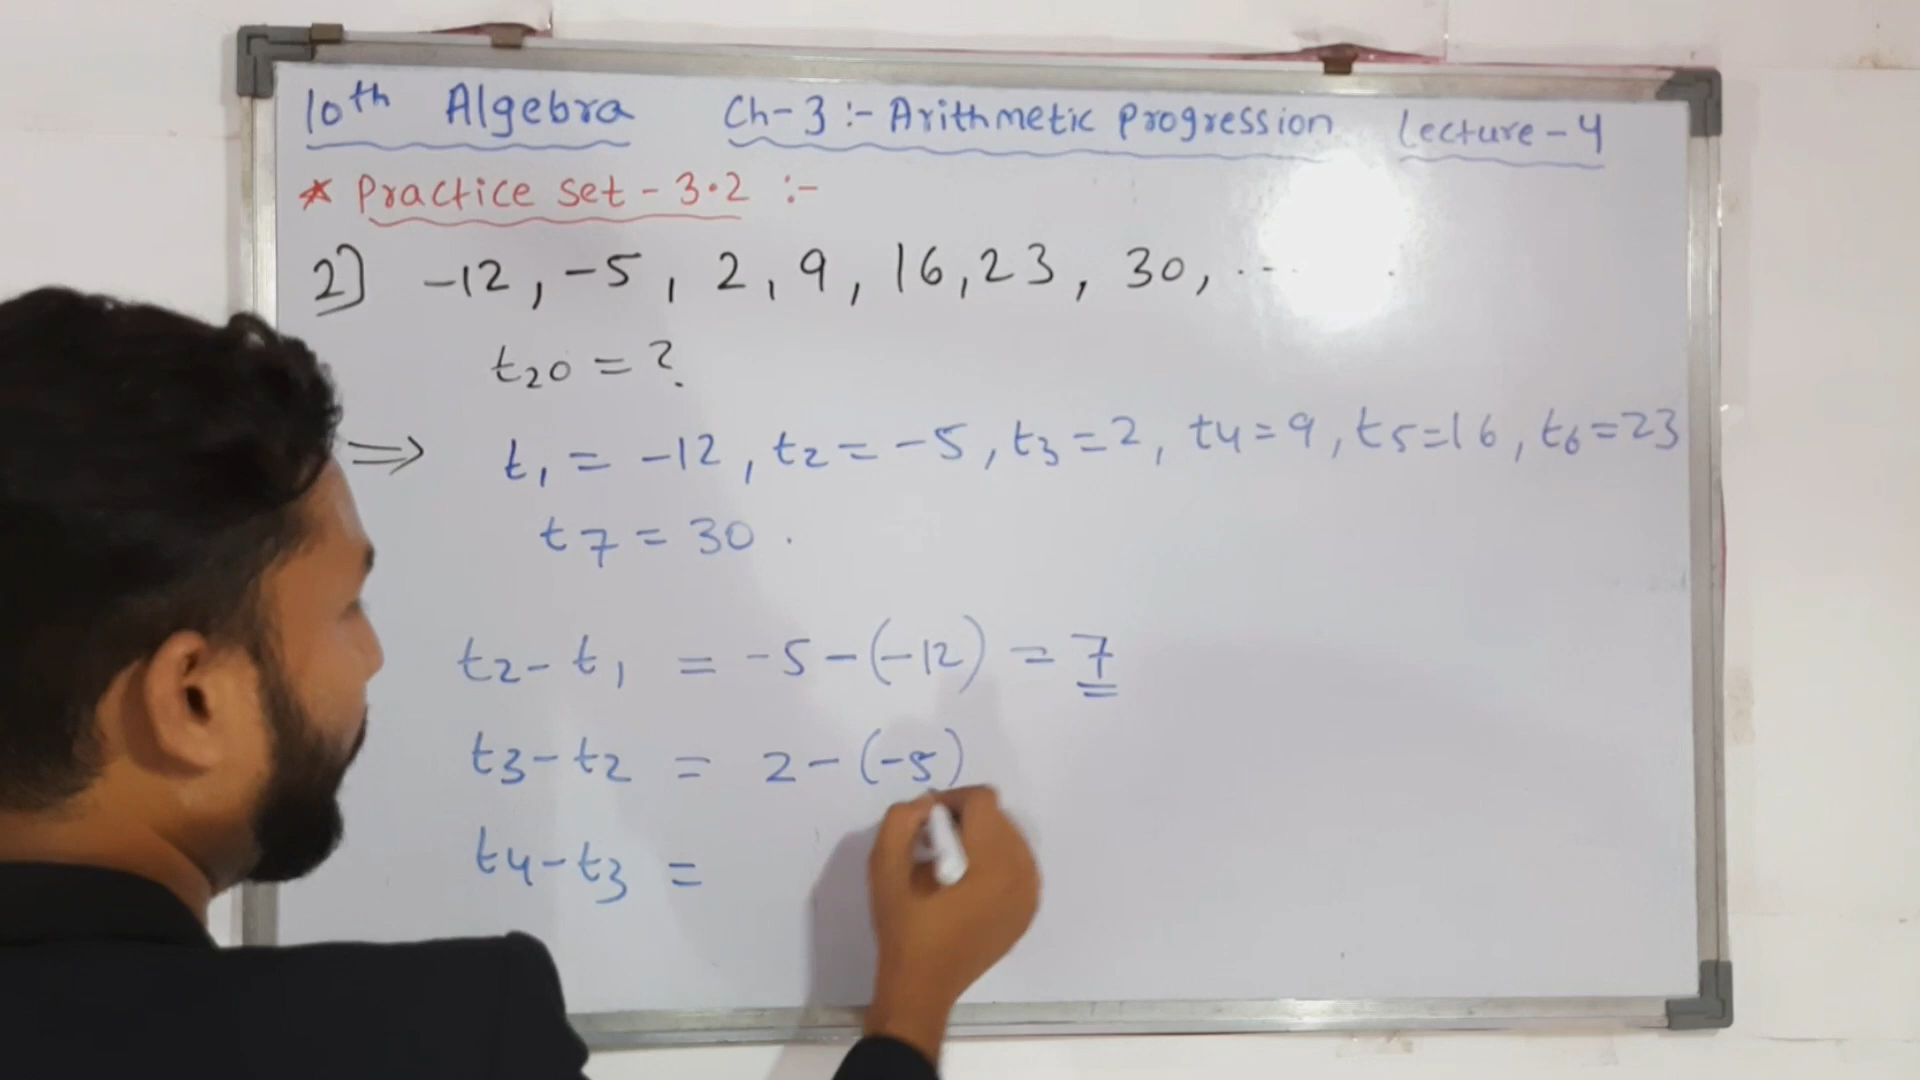 10th Algebra Ch-3 :- Arithmetic Progression Lecture-4
* Practice set - 3.2 :-
2] -12, -5, 2, 9, 16, 23, 30, ...
t20 = ?
⇒ t1 = -12, t2 = -5, t3 = 2, t4 = 9, t5 = 16, t6 = 23
t7 = 30 .
t2 - t1 = -5 - (-12) = 7
t3 - t2 = 2 - (-5)
t4 - t3 =